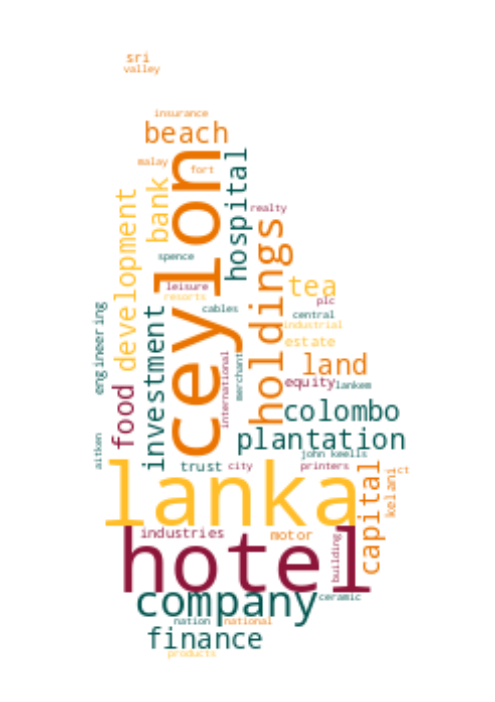 sri
valley
insurance
beach
malay
fort
ceylon
hospital
bank
development
realty
holdings
spence
tea
leisure
resorts
plc
cables
central
industrial
engineering
investment
estate
international
merchant
land
food
equity
lankem
colombo
plantation
aitken
john keells
trust
city
printers
lanka
capital
kelani
ct
industries
motor
hotel
building
company
ceramic
nation
national
finance
products